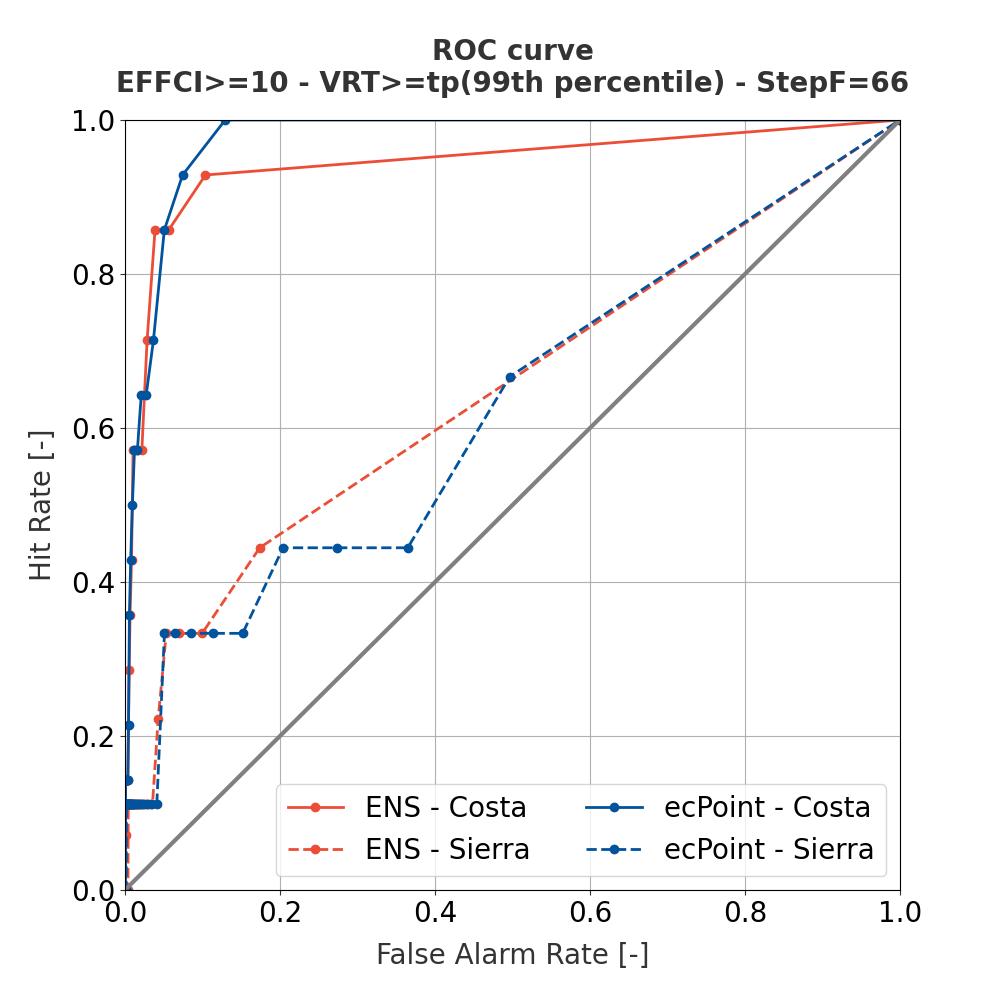 ROC curve
EFFCI>=10 - VRT>=tp(99th percentile) - StepF=66
1.0
0.8
0.6
0.4
0.2
0.0
Hit Rate [-]
ENS - Costa
ENS - Sierra
ecPoint - Costa
ecPoint - Sierra
0.0 0.2 0.4 0.6 0.8 1.0
False Alarm Rate [-]